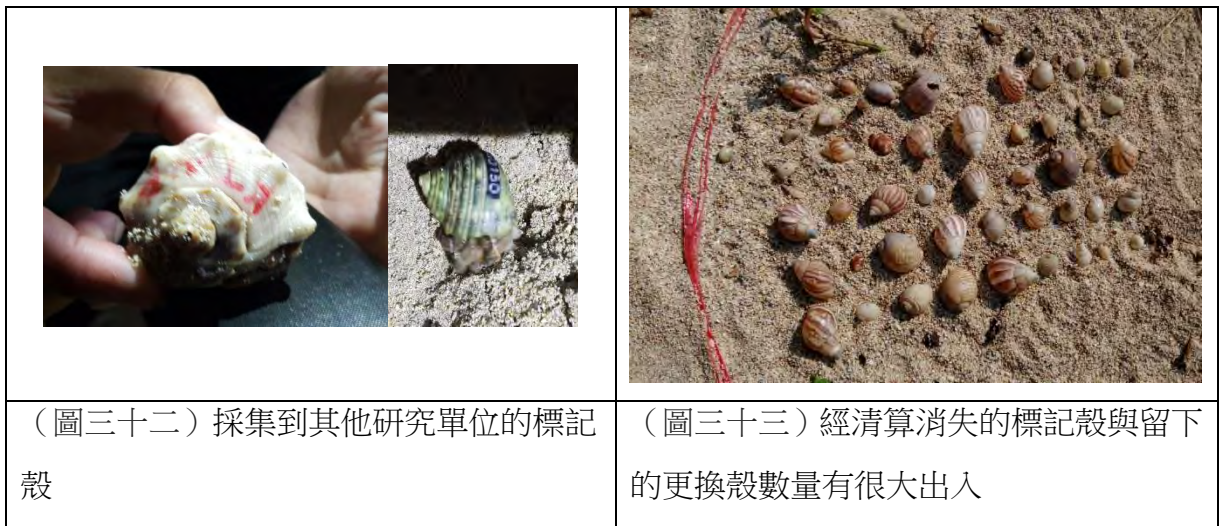 （圖三十二）採集到其他研究單位的標記
殼
（圖三十三）經清算消失的標記殼與留下
的更換殼數量有很大出入